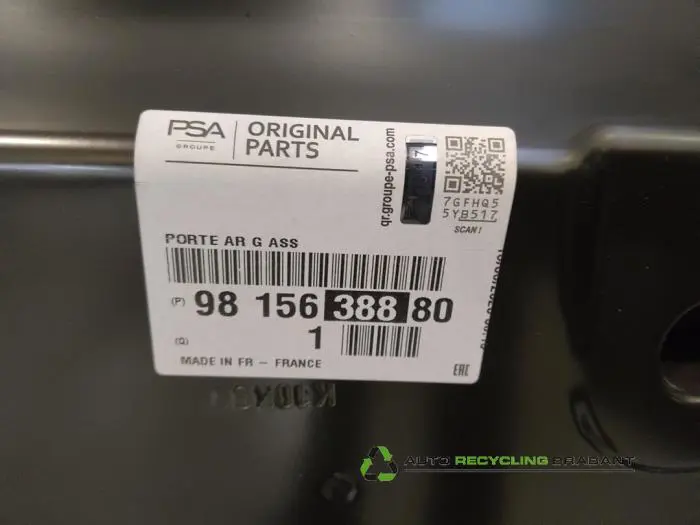 PSA
GROUPE
ORIGINAL
PARTS
qr.groupe-psa.com
7GFHQ5
5YB517
SCAN!
PORTE AR G ASS
(P) 98 156 388 80
(Q) 1
MADE IN FR – FRANCE
EAC
AUTO RECYCLING BRABANT